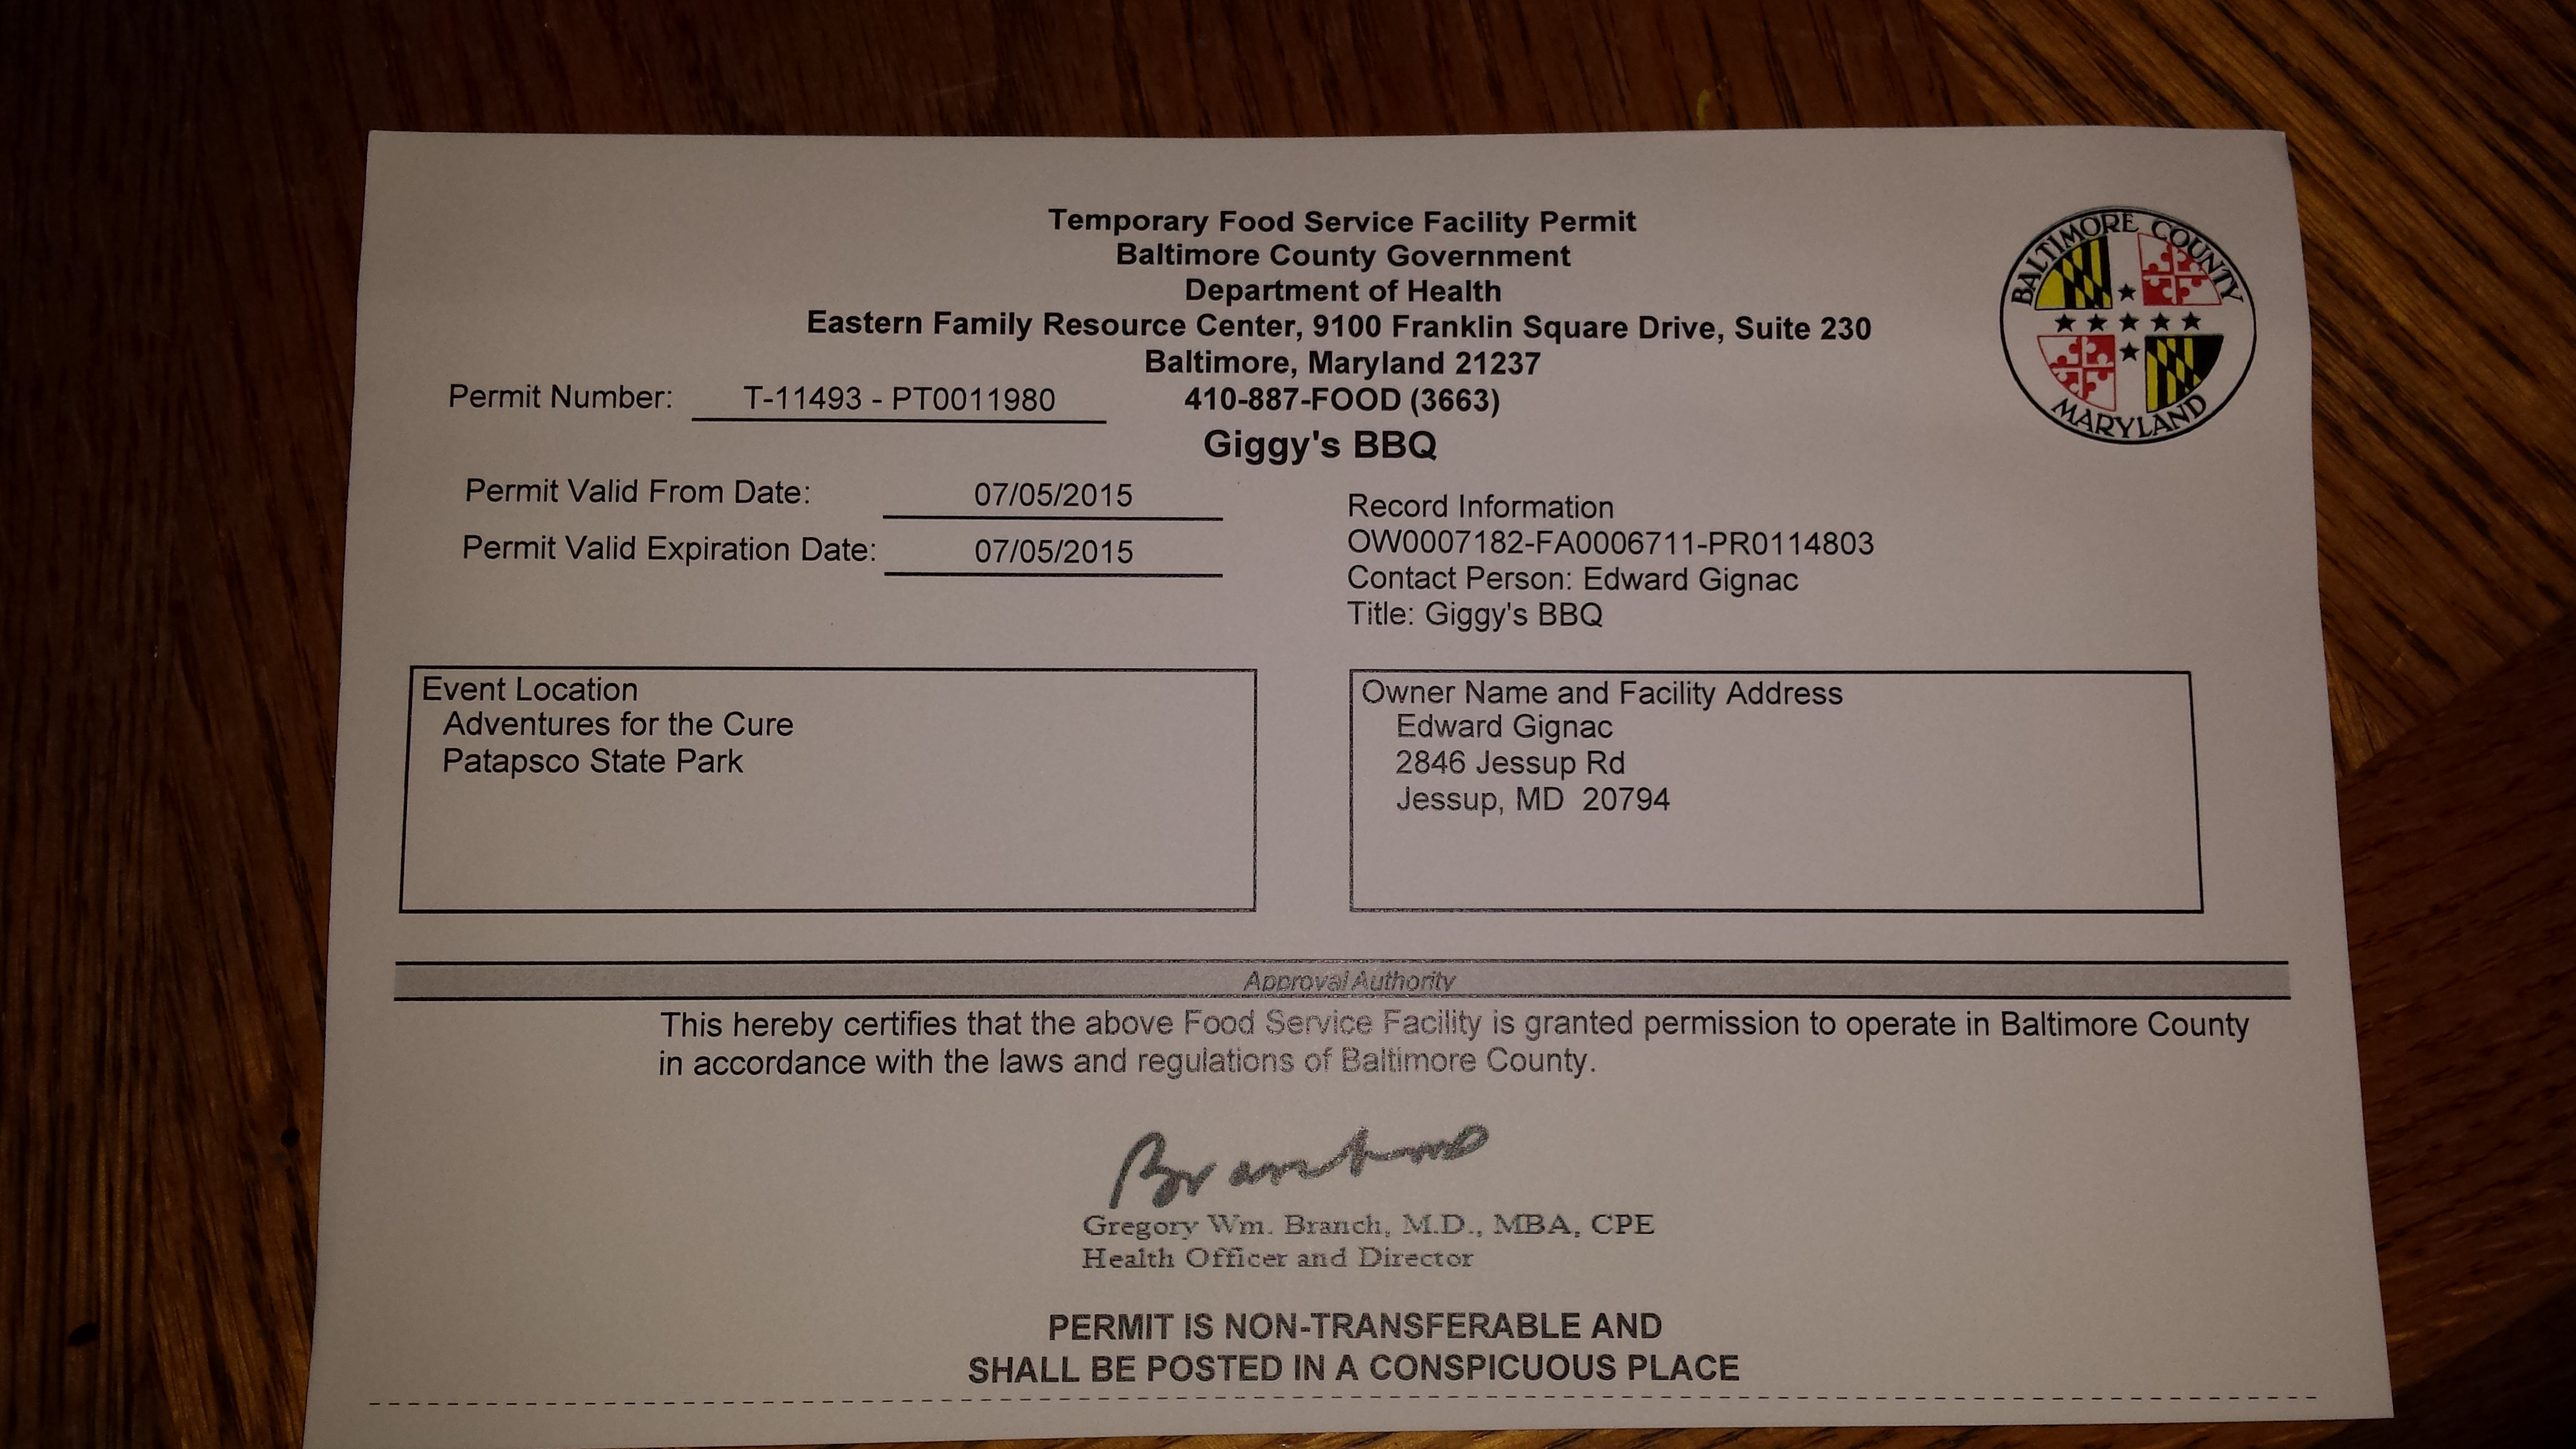 Temporary Food Service Facility Permit
Baltimore County Government
Department of Health
Eastern Family Resource Center, 9100 Franklin Square Drive, Suite 230
Baltimore, Maryland 21237
Permit Number: T-11493 - PT0011980 410-887-FOOD (3663)
BALTIMORE COUNTY
MARYLAND
Giggy's BBQ
Permit Valid From Date: 07/05/2015
Permit Valid Expiration Date: 07/05/2015
Record Information
OW0007182-FA0006711-PR0114803
Contact Person: Edward Gignac
Title: Giggy's BBQ
Event Location
Adventures for the Cure
Patapsco State Park
Owner Name and Facility Address
Edward Gignac
2846 Jessup Rd
Jessup, MD 20794
Approval Authority
This hereby certifies that the above Food Service Facility is granted permission to operate in Baltimore County
in accordance with the laws and regulations of Baltimore County.
Gregory Wm. Branch, M.D., MBA, CPE
Health Officer and Director
PERMIT IS NON-TRANSFERABLE AND
SHALL BE POSTED IN A CONSPICUOUS PLACE